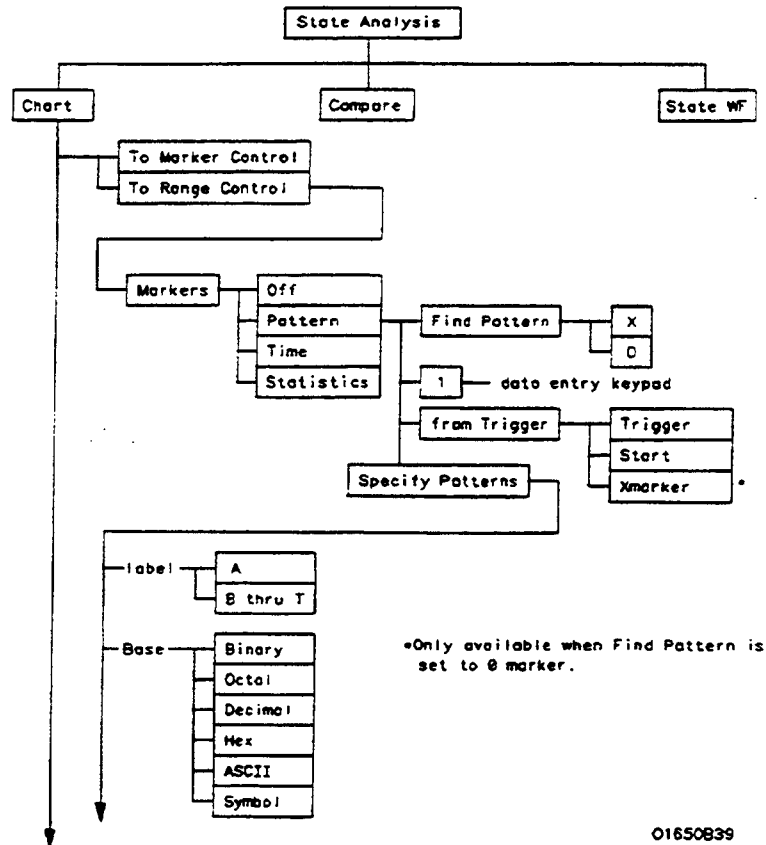 State Analysis
Chart
Compare
State WF
To Marker Control
To Range Control
Markers
Off
Pattern
Time
Statistics
Find Pattern
X
O
1
data entry keypad
from Trigger
Trigger
Start
Xmarker *
Specify Patterns
label
A
B thru T
Base
Binary
Octal
Decimal
Hex
ASCII
Symbol
*Only available when Find Pattern is
set to 0 marker.
01650B39